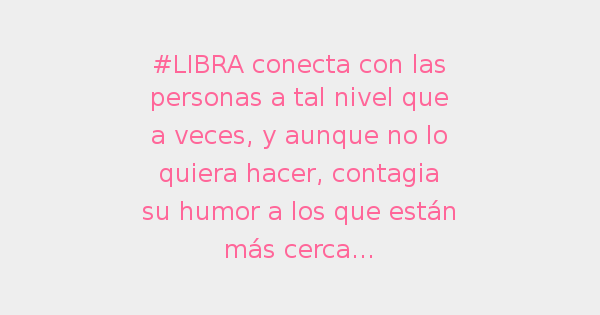 #LIBRA conecta con las
personas a tal nivel que
a veces, y aunque no lo
quiera hacer, contagia
su humor a los que están
más cerca...